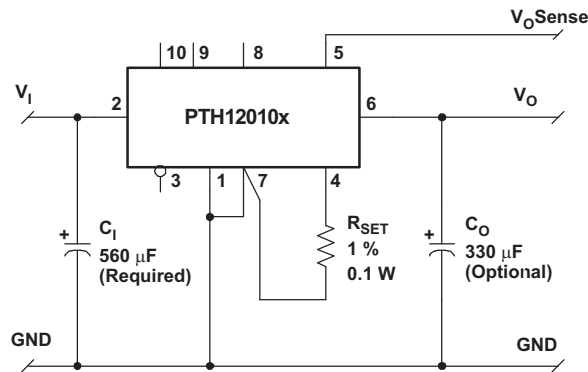 VOSense
10 9 8 5
VI
2
PTH12010x
6
VO
3 1 7 4
+
CI
560 μF
(Required)
RSET
1 %
0.1 W
+
CO
330 μF
(Optional)
GND
GND